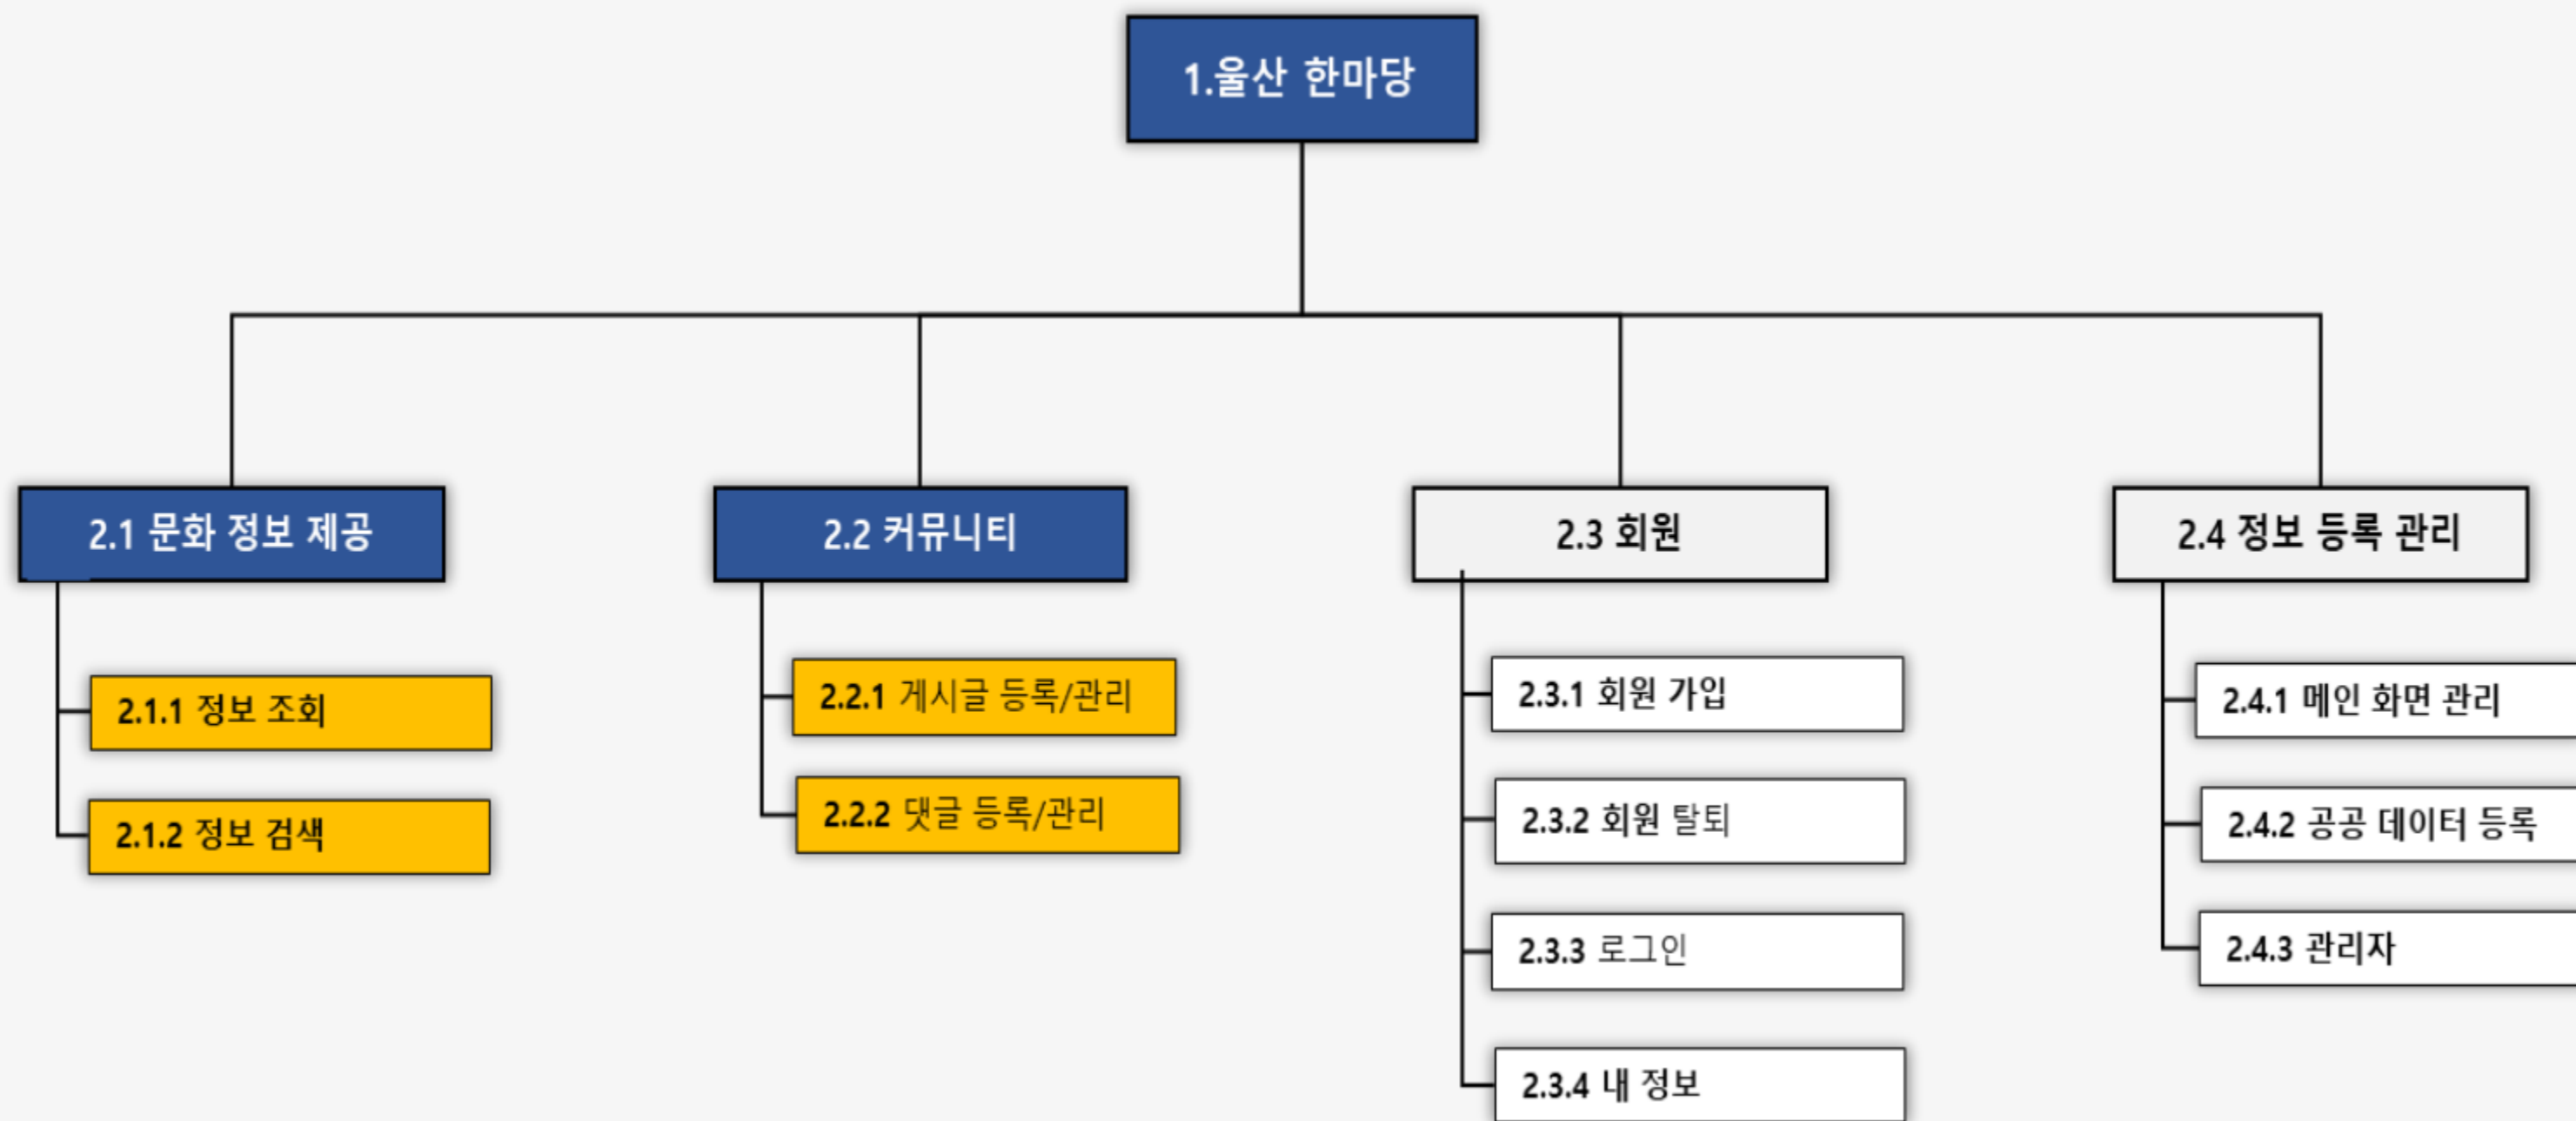 1.울산 한마당
2.1 문화 정보 제공
2.1.1 정보 조회
2.1.2 정보 검색
2.2 커뮤니티
2.2.1 게시글 등록/관리
2.2.2 댓글 등록/관리
2.3 회원
2.3.1 회원 가입
2.3.2 회원 탈퇴
2.3.3 로그인
2.3.4 내 정보
2.4 정보 등록 관리
2.4.1 메인 화면 관리
2.4.2 공공 데이터 등록
2.4.3 관리자